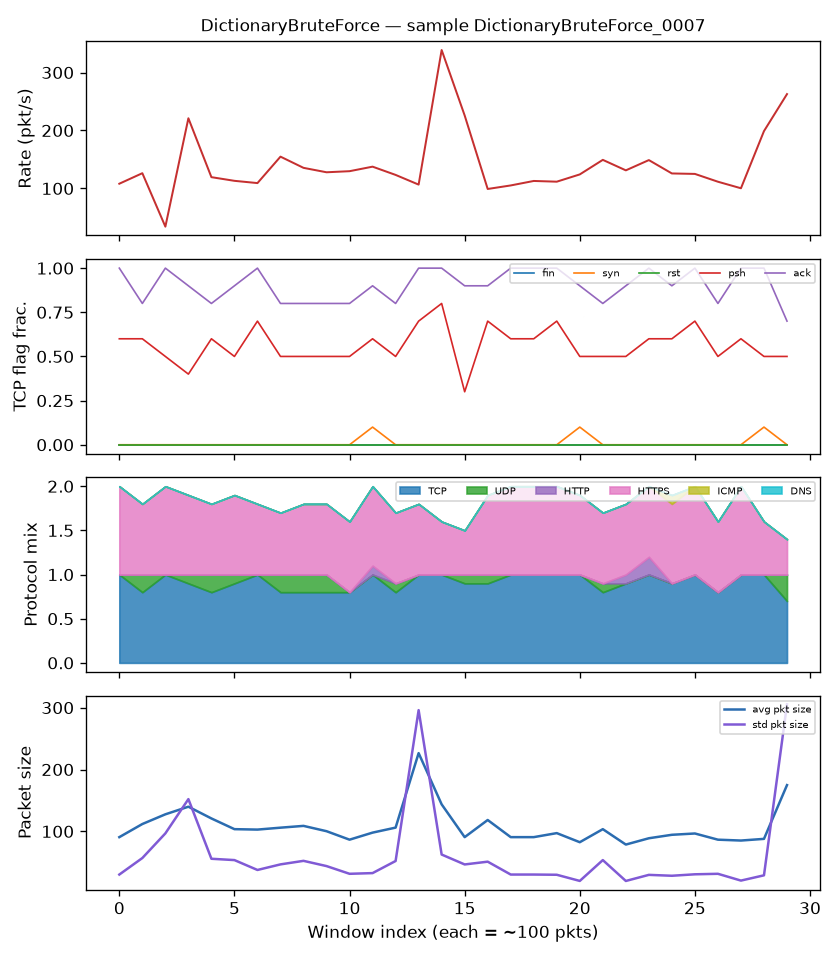 DictionaryBruteForce — sample DictionaryBruteForce_0007
300
200
100
Rate (pkt/s)
1.00
0.75
0.50
0.25
0.00
TCP flag frac.
fin syn rst psh ack
2.0
1.5
1.0
0.5
0.0
Protocol mix
TCP UDP HTTP HTTPS ICMP DNS
300
200
100
Packet size
avg pkt size
std pkt size
0 5 10 15 20 25 30
Window index (each = ~100 pkts)